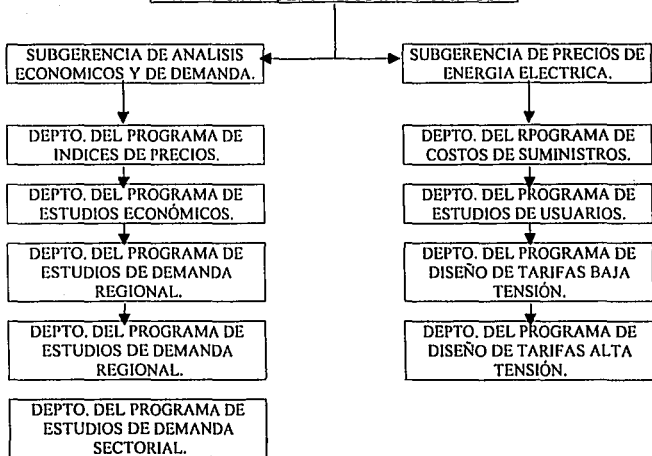 SUBGERENCIA DE ANALISIS
ECONOMICOS Y DE DEMANDA.
DEPTO. DEL PROGRAMA DE
INDICES DE PRECIOS.
DEPTO. DEL PROGRAMA DE
ESTUDIOS ECONÓMICOS.
DEPTO. DEL PROGRAMA DE
ESTUDIOS DE DEMANDA
REGIONAL.
DEPTO. DEL PROGRAMA DE
ESTUDIOS DE DEMANDA
REGIONAL.
DEPTO. DEL PROGRAMA DE
ESTUDIOS DE DEMANDA
SECTORIAL.
SUBGERENCIA DE PRECIOS DE
ENERGIA ELECTRICA.
DEPTO. DEL RPOGRAMA DE
COSTOS DE SUMINISTROS.
DEPTO. DEL PROGRAMA DE
ESTUDIOS DE USUARIOS.
DEPTO. DEL PROGRAMA DE
DISEÑO DE TARIFAS BAJA
TENSIÓN.
DEPTO. DEL PROGRAMA DE
DISEÑO DE TARIFAS ALTA
TENSIÓN.